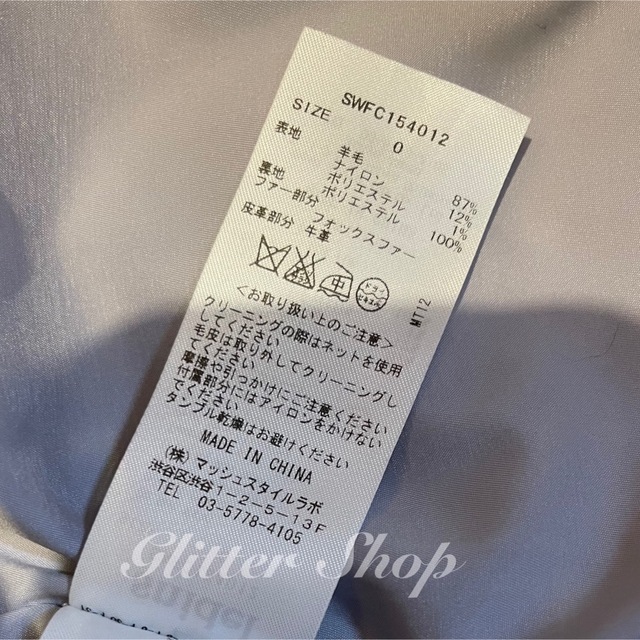 SWFC154012
SIZE 0
表地 羊毛 87%
ナイロン 12%
ポリエステル 1%
裏地 ポリエステル 100%
ファー部分 フォックスファー
皮革部分 牛革
中
ドライ
セキユ系
MT12
<お取り扱い上のご注意>
クリーニングの際はネットを使用
してください
毛皮は取り外してクリーニングし
てください
摩擦や引っかけにご注意ください
付属部分にはアイロンをかけない
でください
タンブル乾燥はお避けください
MADE IN CHINA
(株) マッシュスタイルラボ
渋谷区渋谷1-2-5-13F
TEL 03-5778-4105
Glitter Shop
snidel